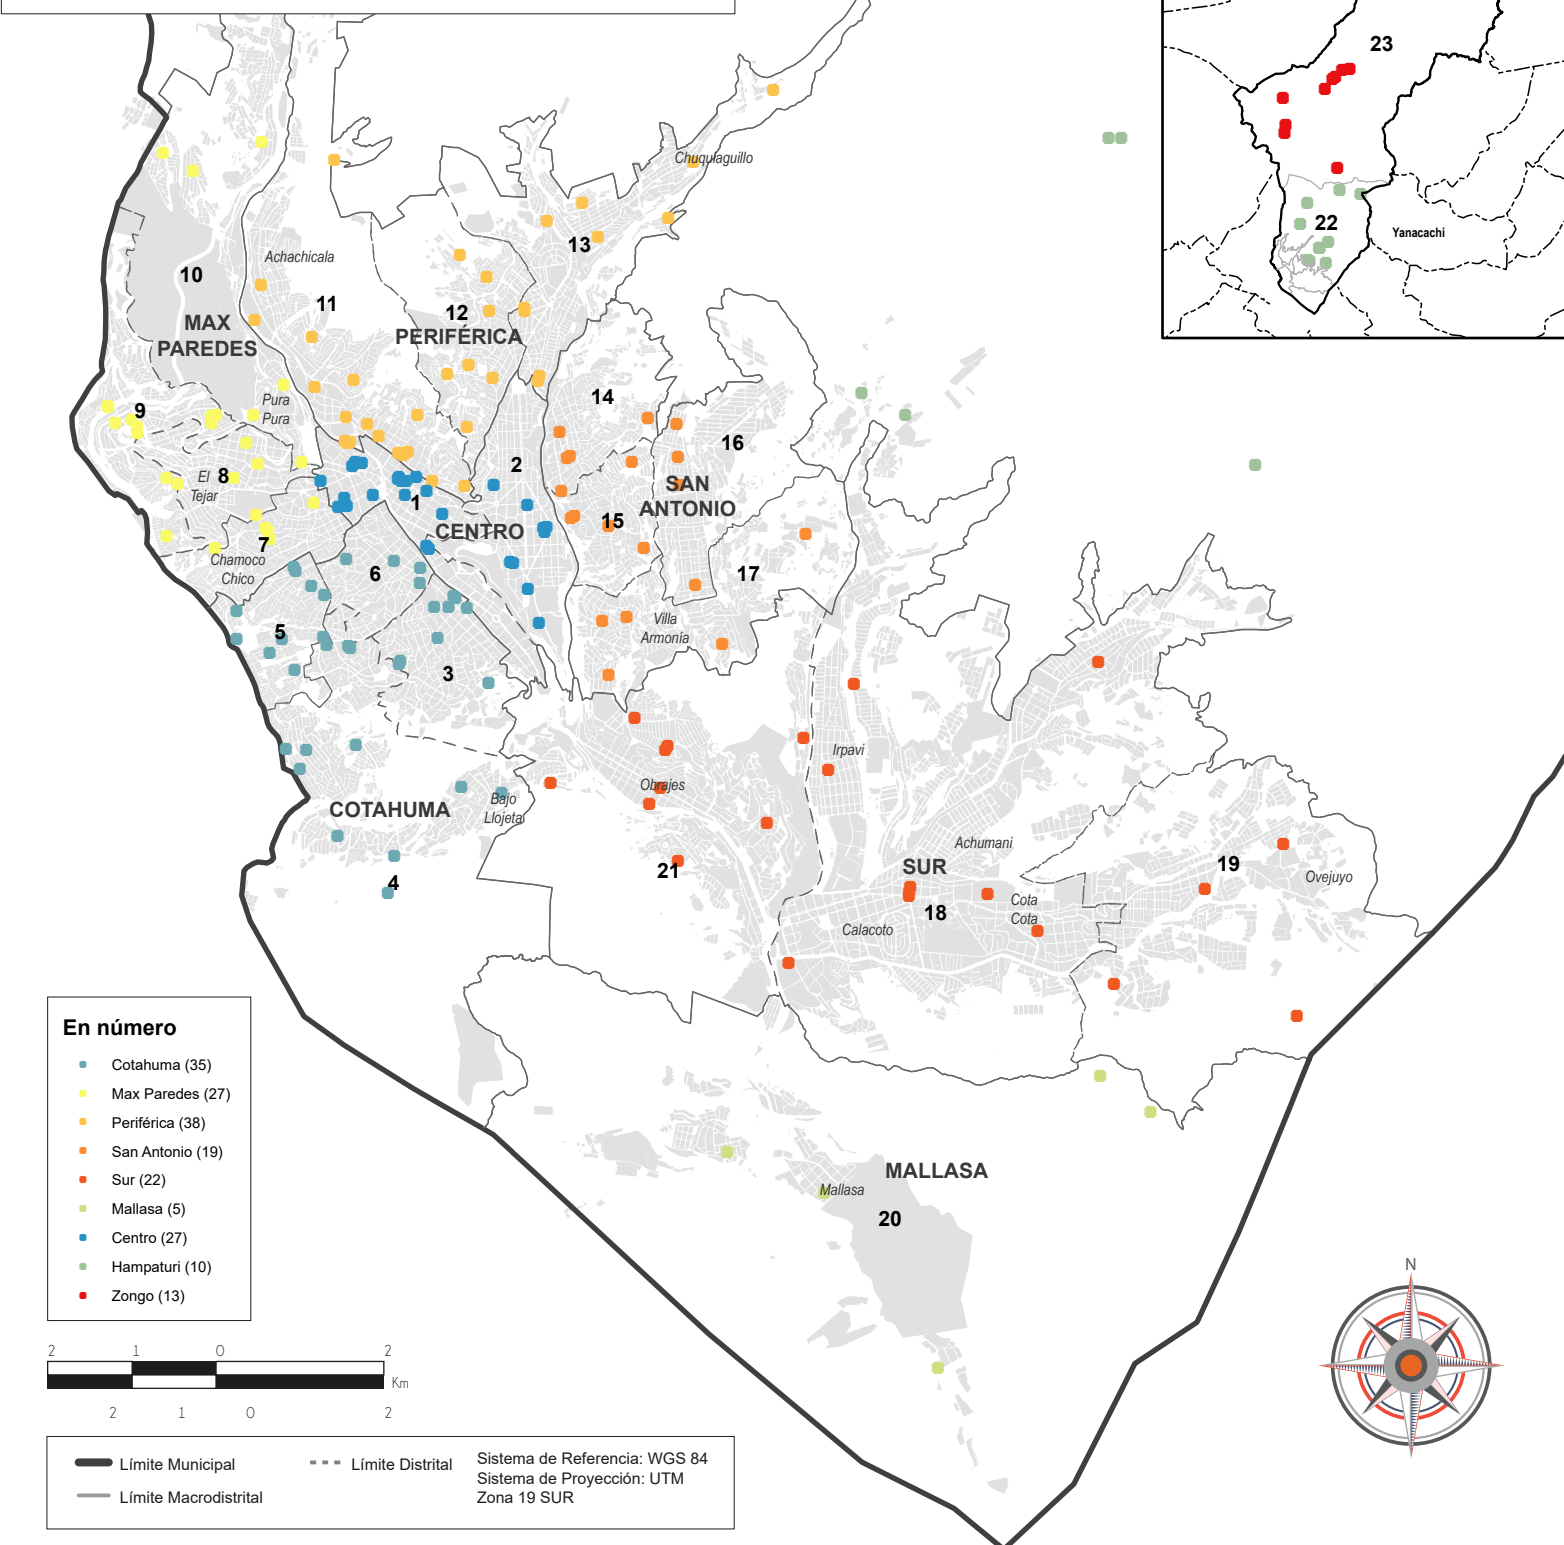 23
22
Yanacachi
Chuquiaguillo
13
Achachicala
10
11
12
MAX
PAREDES
PERIFÉRICA
9
Pura
Pura
14
16
2
8
El
Tejar
SAN
ANTONIO
1
15
CENTRO
7
Chamoco
Chico
6
17
5
Villa
Armonia
3
Irpavi
Obrajes
Bajo
Llojeta
COTAHUMA
Achumani
SUR
19
21
Ovejuyo
4
Cota
Cota
18
Calacoto
En número
Cotahuma (35)
Max Paredes (27)
Periférica (38)
San Antonio (19)
Sur (22)
Mallasa (5)
Centro (27)
Hampaturi (10)
Zongo (13)
MALLASA
Mallasa
20
N
2 1 0 2
Km
2 1 0 2
Límite Municipal
Límite Distrital
Límite Macrodistrital
Sistema de Referencia: WGS 84
Sistema de Proyección: UTM
Zona 19 SUR